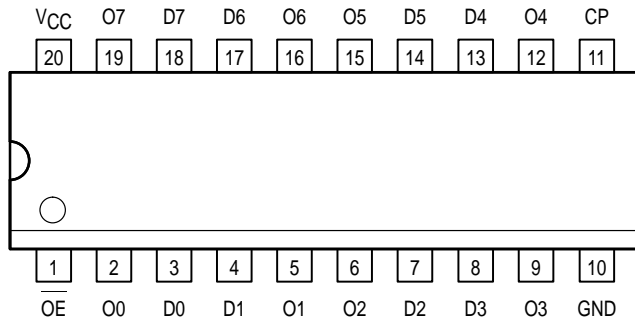 VCC O7 D7 D6 O6 O5 D5 D4 O4 CP
20 19 18 17 16 15 14 13 12 11
1 2 3 4 5 6 7 8 9 10
O̅E̅ O0 D0 D1 O1 O2 D2 D3 O3 GND